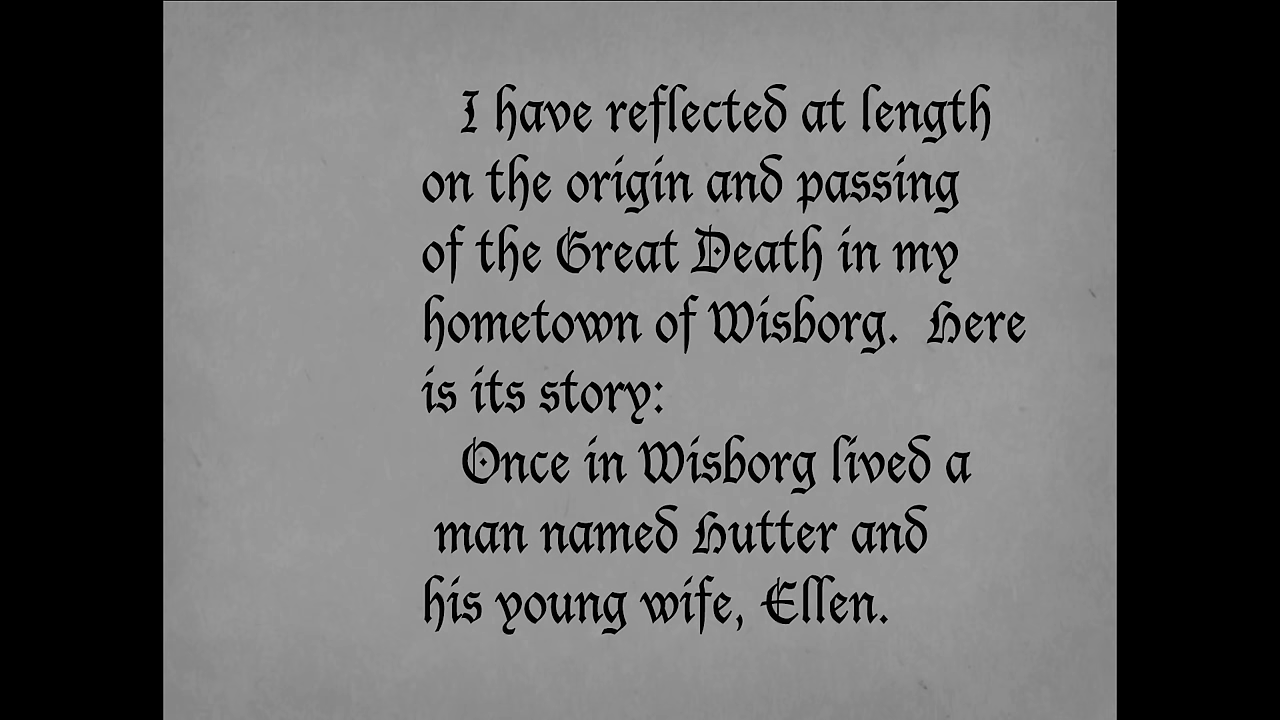 I have reflected at length
on the origin and passing
of the Great Death in my
hometown of Wisborg. Here
is its story:
Once in Wisborg lived a
man named Hutter and
his young wife, Ellen.